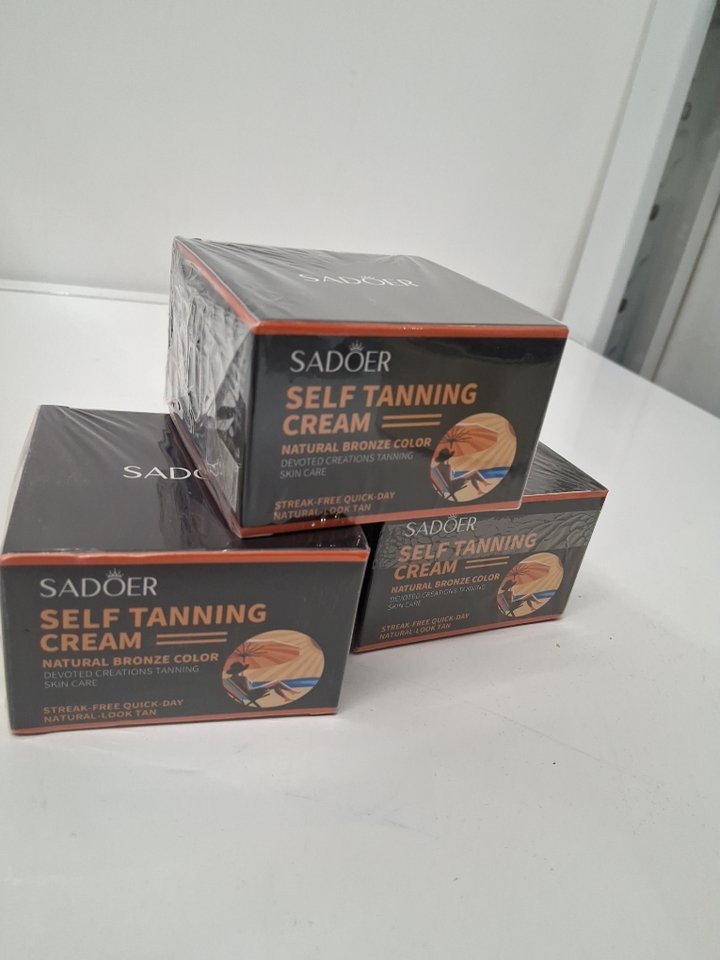 SADOER
SADOER
SELF TANNING
CREAM
NATURAL BRONZE COLOR
DEVOTED CREATIONS TANNING
SKIN CARE
STREAK-FREE QUICK-DAY
NATURAL-LOOK TAN
SADO
SADOER
SELF TANNING
CREAM
NATURAL BRONZE COLOR
DEVOTED CREATIONS TANNING
SKIN CARE
STREAK-FREE QUICK-DAY
NATURAL-LOOK TAN
SADOER
SELF TANNING
CREAM
NATURAL BRONZE COLOR
DEVOTED CREATIONS TANNING
SKIN CARE
STREAK-FREE QUICK-DAY
NATURAL-LOOK TAN